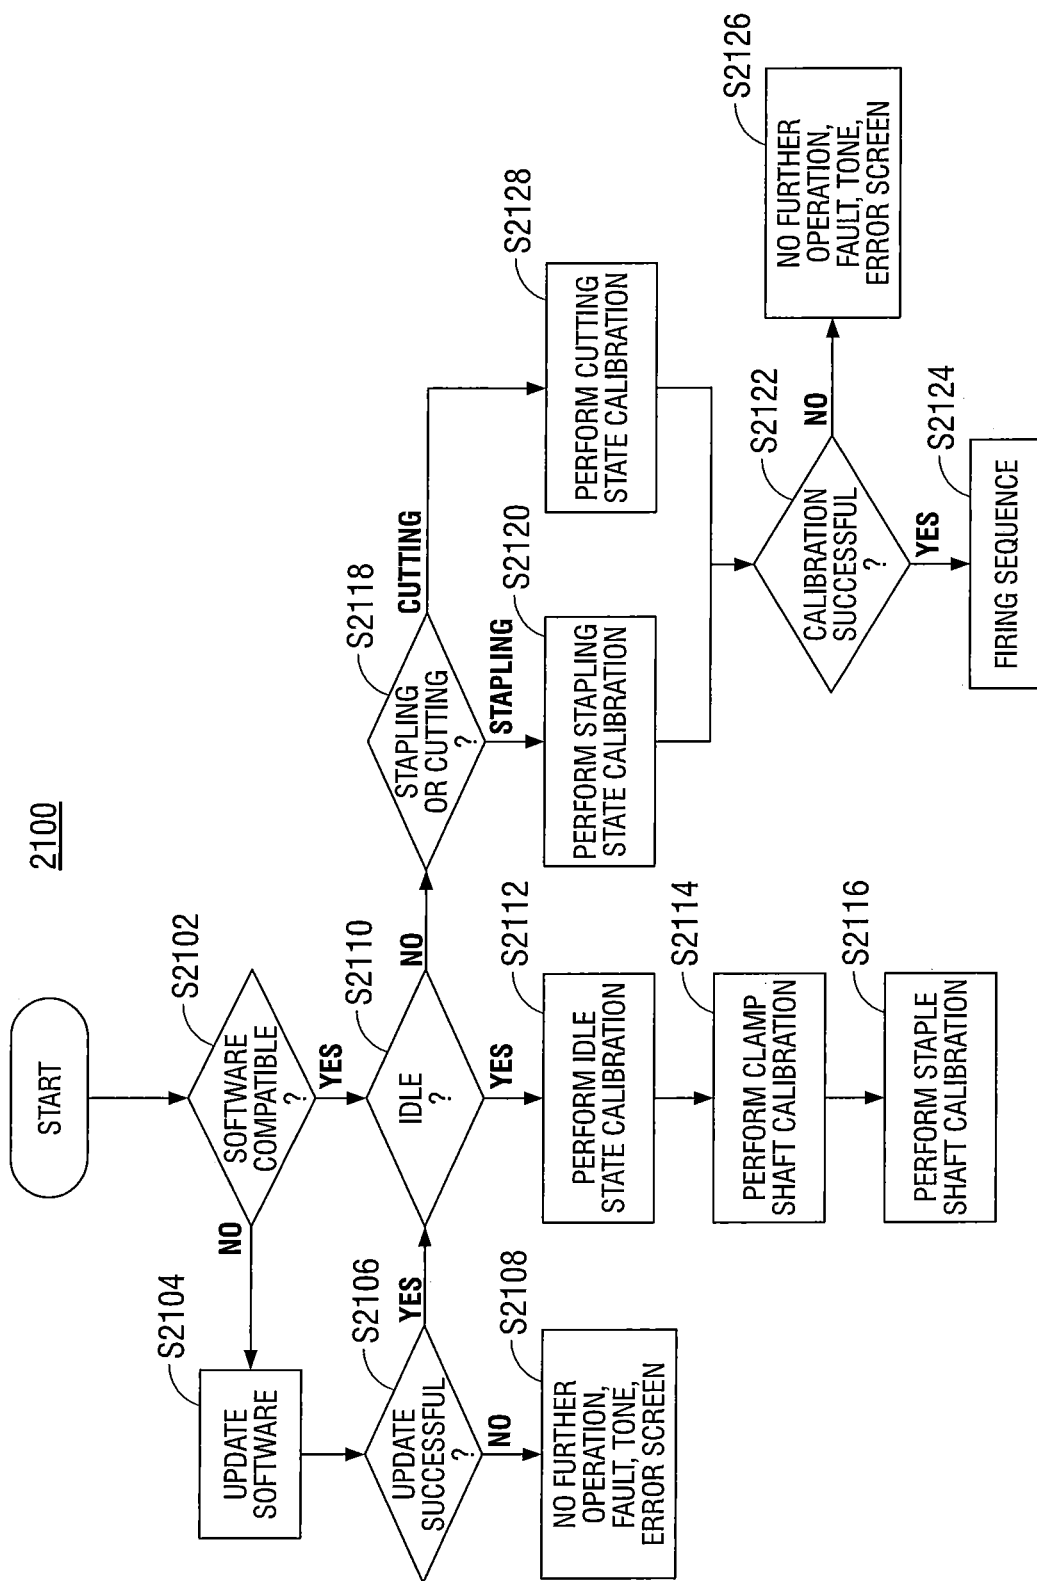 2100
START
S2102
SOFTWARE
COMPATIBLE
?
NO
YES
S2104
UPDATE
SOFTWARE
S2106
UPDATE
SUCCESSFUL
?
YES
NO
S2108
NO FURTHER
OPERATION,
FAULT, TONE,
ERROR SCREEN
S2110
IDLE
?
NO
YES
S2112
PERFORM IDLE
STATE CALIBRATION
S2114
PERFORM CLAMP
SHAFT CALIBRATION
S2116
PERFORM STAPLE
SHAFT CALIBRATION
S2118
STAPLING
OR CUTTING
?
CUTTING
STAPLING
S2120
PERFORM STAPLING
STATE CALIBRATION
S2128
PERFORM CUTTING
STATE CALIBRATION
S2122
CALIBRATION
SUCCESSFUL
?
NO
YES
S2124
FIRING SEQUENCE
S2126
NO FURTHER
OPERATION,
FAULT, TONE,
ERROR SCREEN